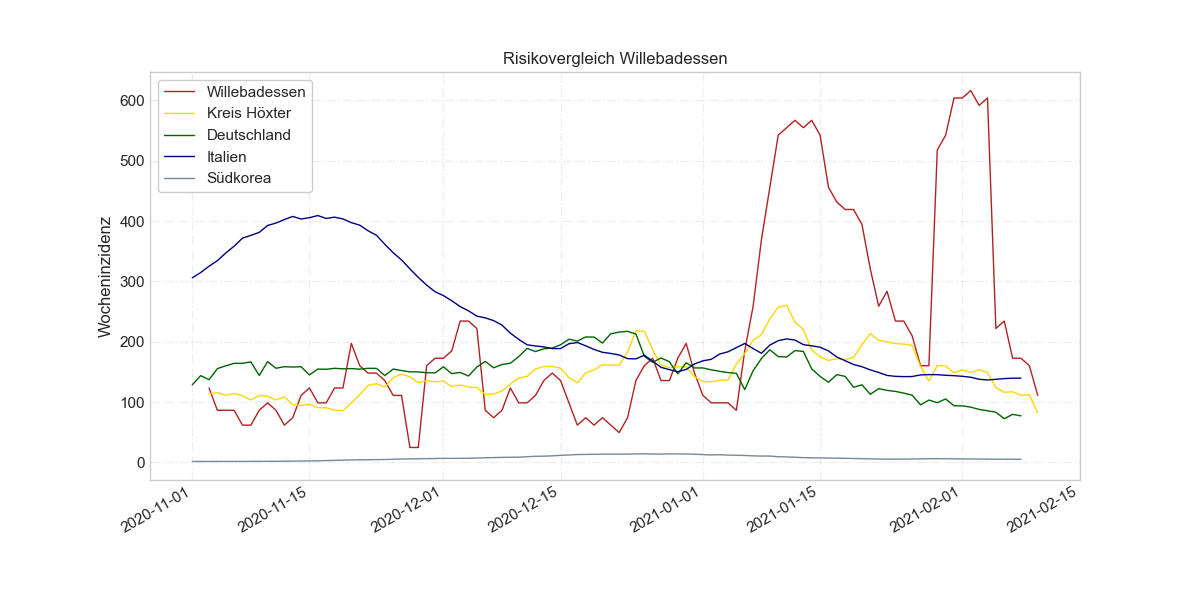 Risikovergleich Willebadessen
Willebadessen
Kreis Höxter
Deutschland
Italien
Südkorea
Wocheninzidenz
600
500
400
300
200
100
0
2020-11-01
2020-11-15
2020-12-01
2020-12-15
2021-01-01
2021-01-15
2021-02-01
2021-02-15